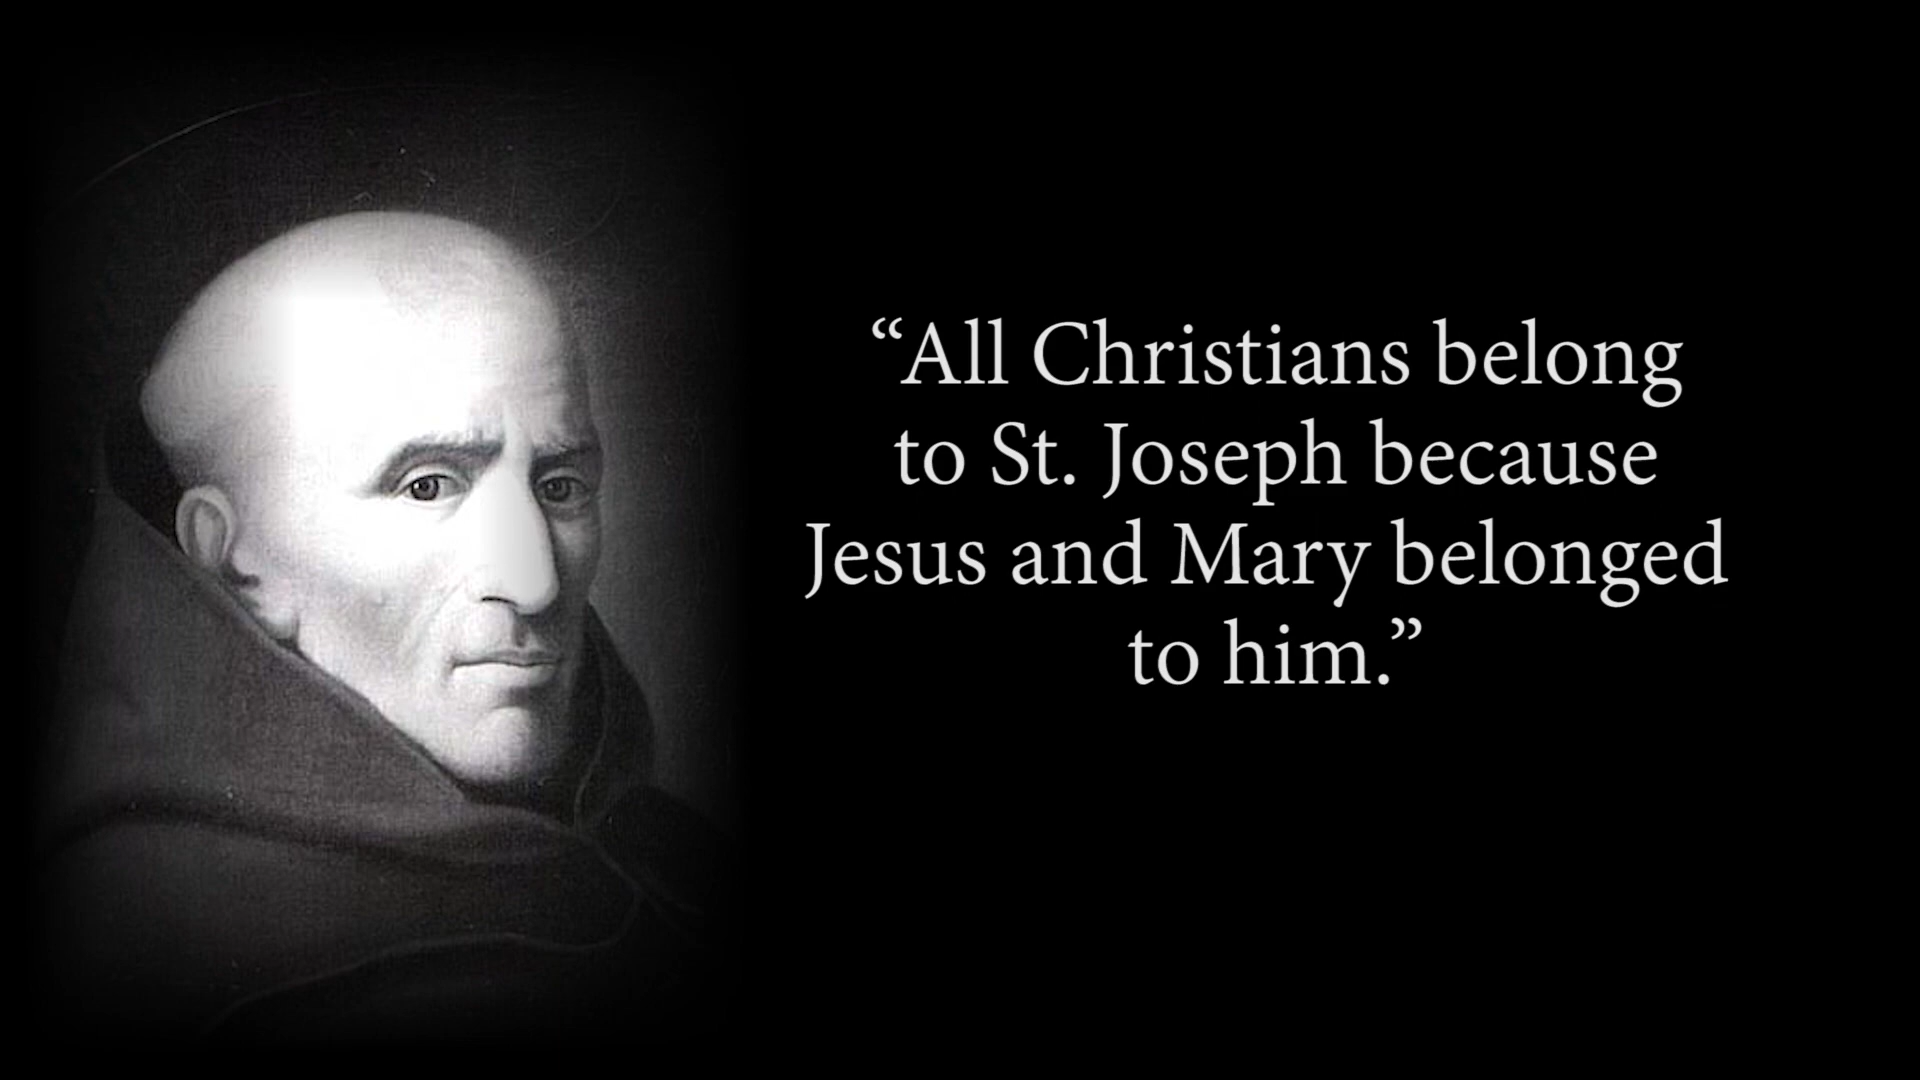 “All Christians belong
to St. Joseph because
Jesus and Mary belonged
to him.”